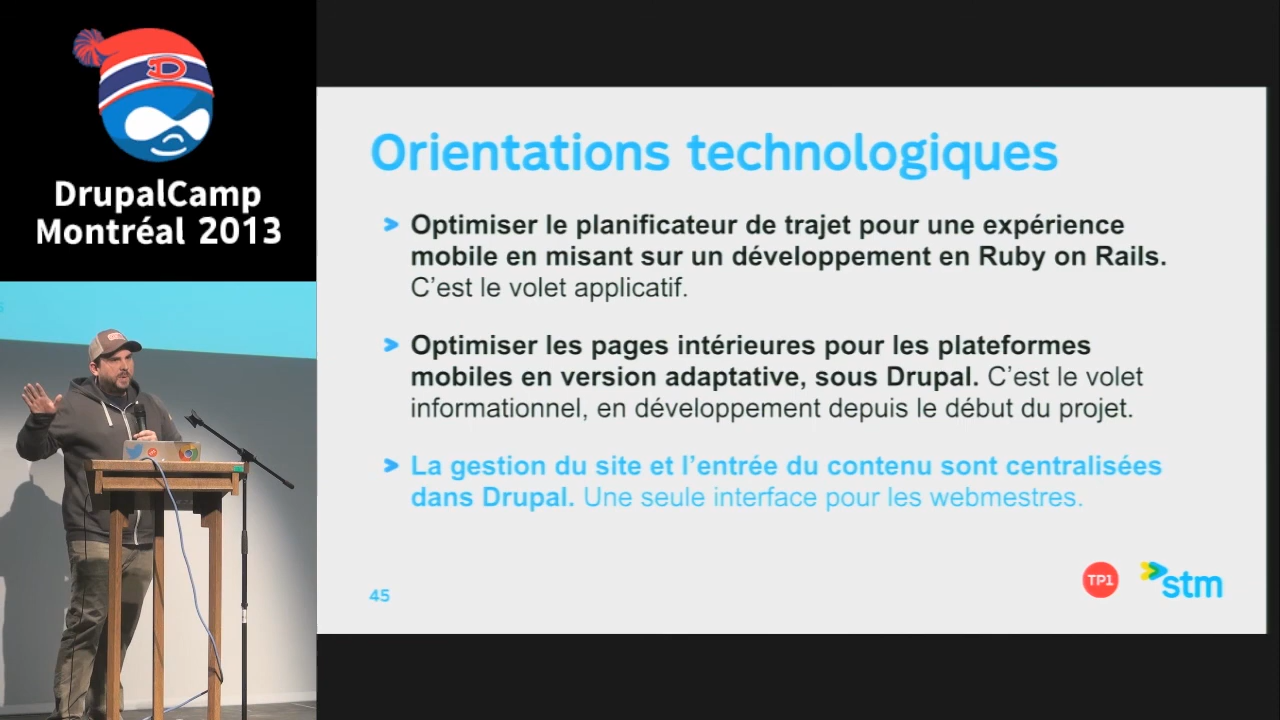 DrupalCamp
Montréal 2013
Orientations technologiques
Optimiser le planificateur de trajet pour une expérience
mobile en misant sur un développement en Ruby on Rails.
C’est le volet applicatif.
Optimiser les pages intérieures pour les plateformes
mobiles en version adaptative, sous Drupal. C’est le volet
informationnel, en développement depuis le début du projet.
La gestion du site et l’entrée du contenu sont centralisées
dans Drupal. Une seule interface pour les webmestres.
45
TP1
stm